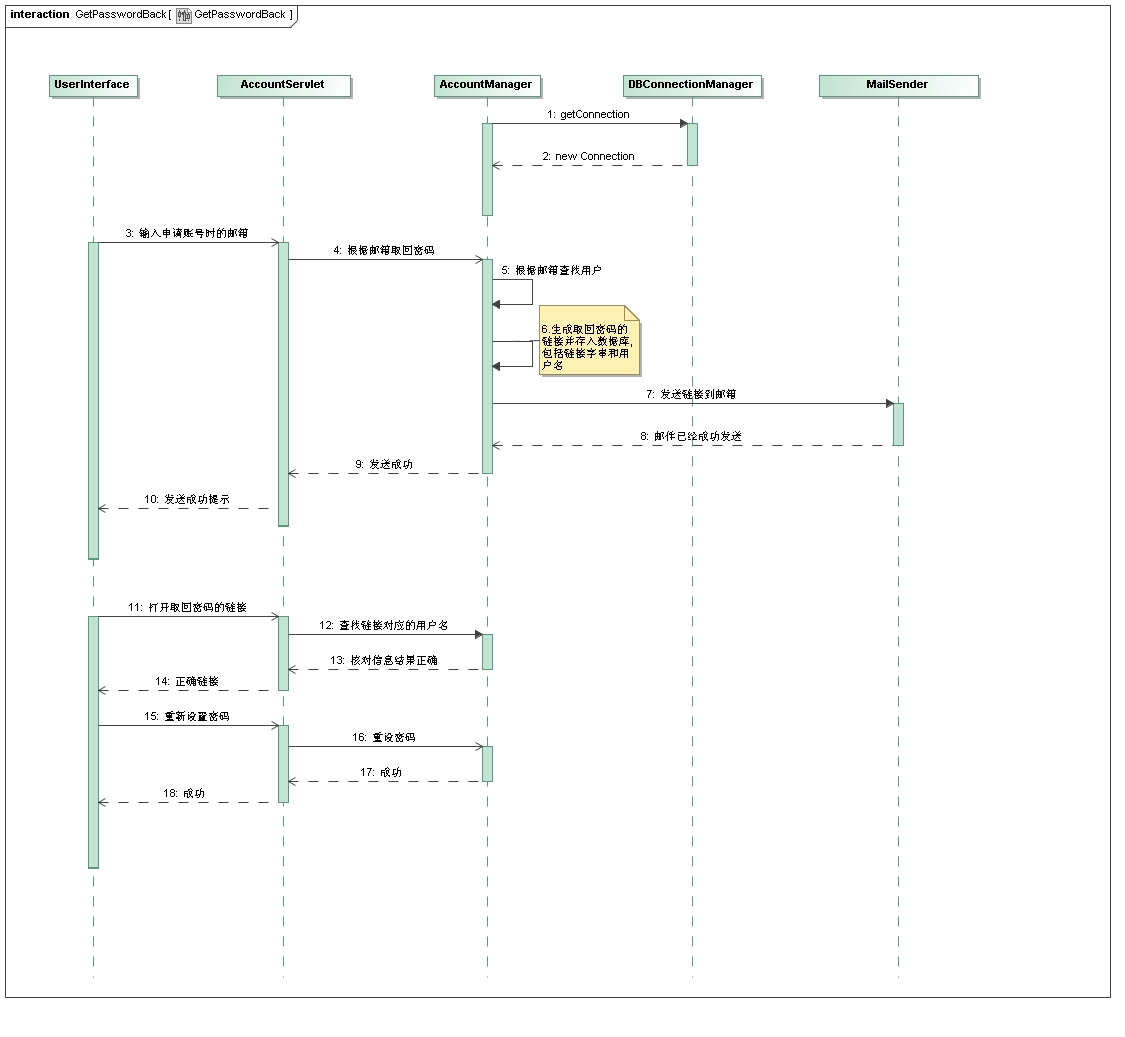 interaction GetPasswordBack [ GetPasswordBack ]
UserInterface
AccountServlet
AccountManager
DBConnectionManager
MailSender
1: getConnection
2: new Connection
3: 输入申请账号时的邮箱
4: 根据邮箱取回密码
5: 根据邮箱查找用户
6.生成取回密码的
链接并存入数据库,
包括链接字串和用
户名
7: 发送链接到邮箱
8: 邮件已经成功发送
9: 发送成功
10: 发送成功提示
11: 打开取回密码的链接
12: 查找链接对应的用户名
13: 核对信息结果正确
14: 正确链接
15: 重新设置密码
16: 重设密码
17: 成功
18: 成功